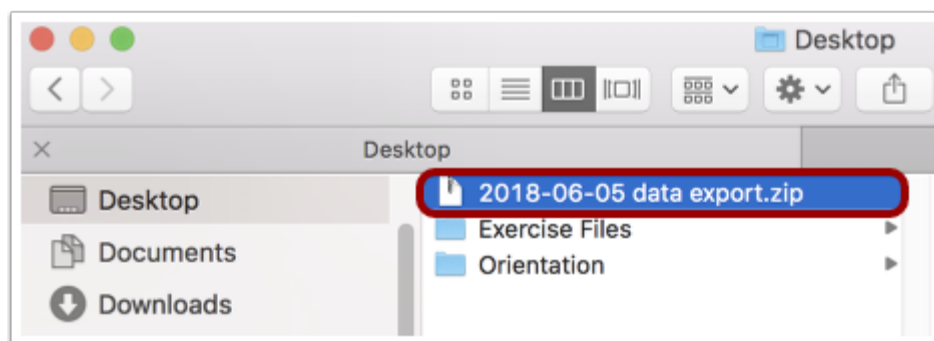 Desktop
Desktop
Desktop
Documents
Downloads
2018-06-05 data export.zip
Exercise Files
Orientation